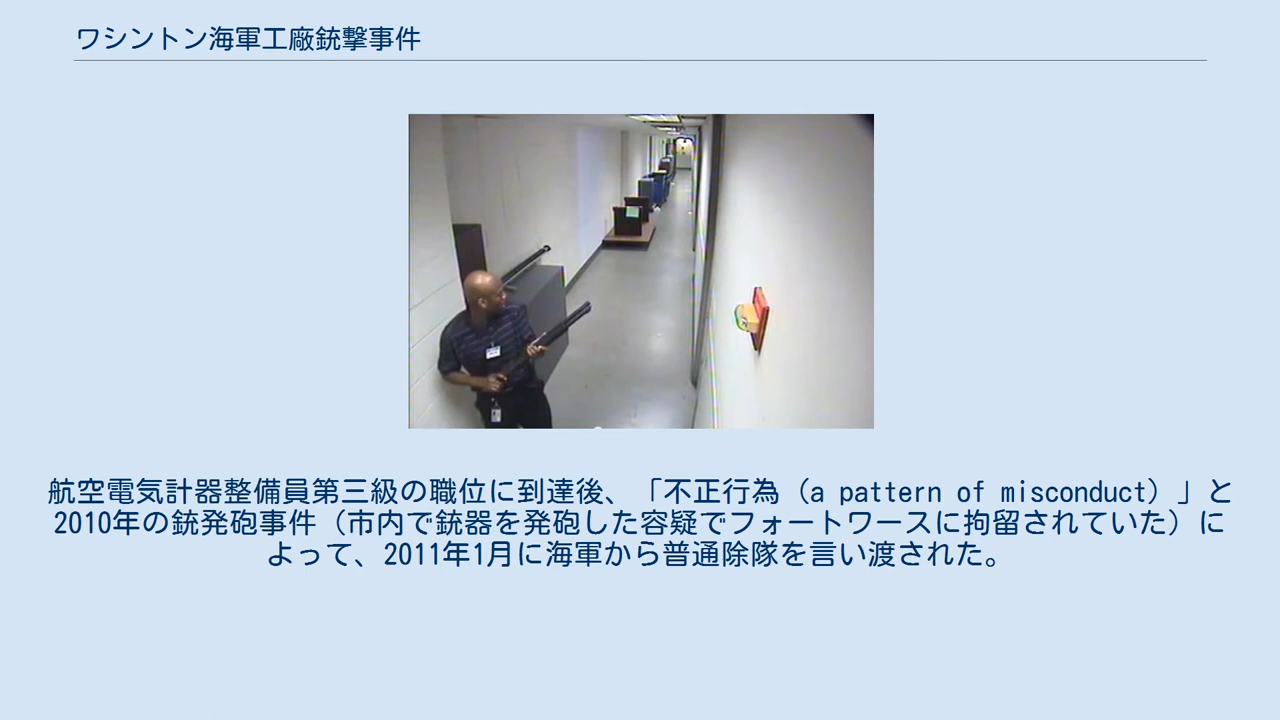 ワシントン海軍工廠銃撃事件
航空電気計器整備員第三級の職位に到達後、「不正行為（a pattern of misconduct）」と
2010年の銃発砲事件（市内で銃器を発砲した容疑でフォートワースに拘留されていた）に
よって、2011年1月に海軍から普通除隊を言い渡された。